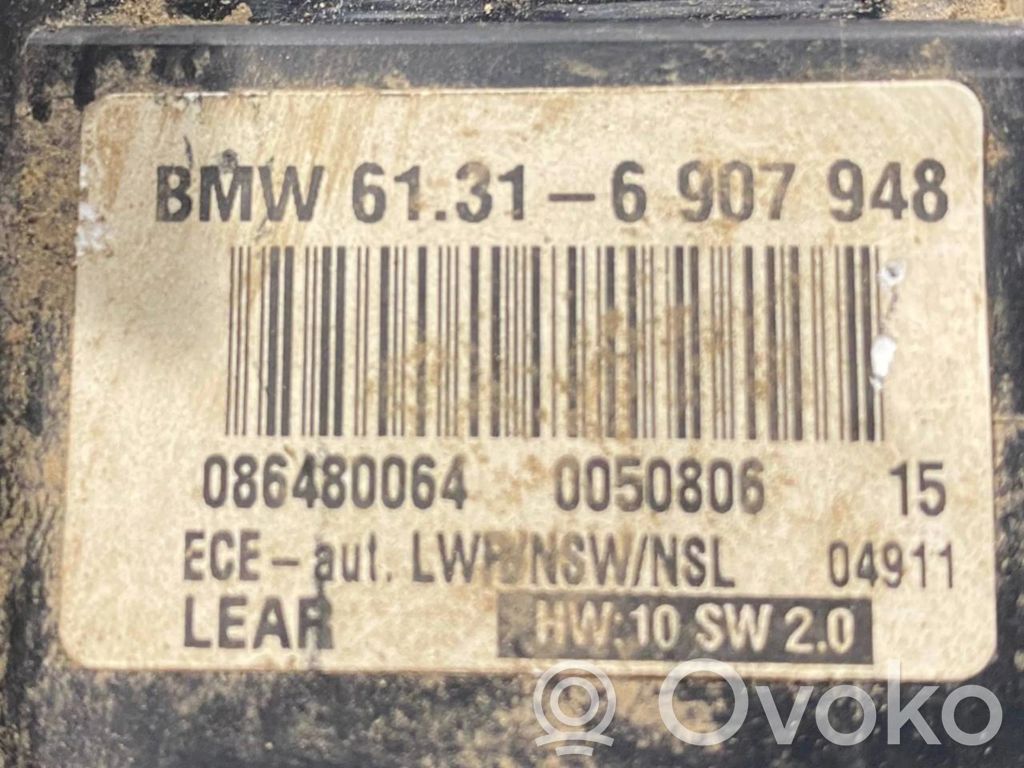 BMW 61.31-6 907 948
086480064 0050806 15
ECE-aut. LWR/NSW/NSL 04911
LEAR HW:10 SW 2.0
Ovoko